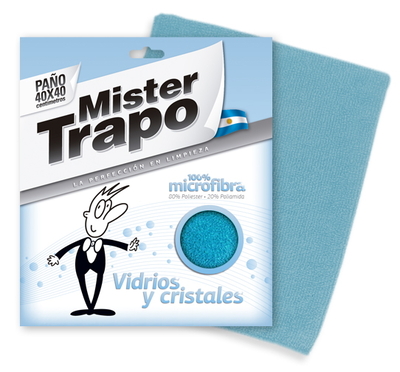 PAÑO
40X40
centímetros
Mister
Trapo
LA PERFECCIÓN EN LIMPIEZA
100%
microfibra
80% Poliester - 20% Poliamida
Vidrios
y cristales